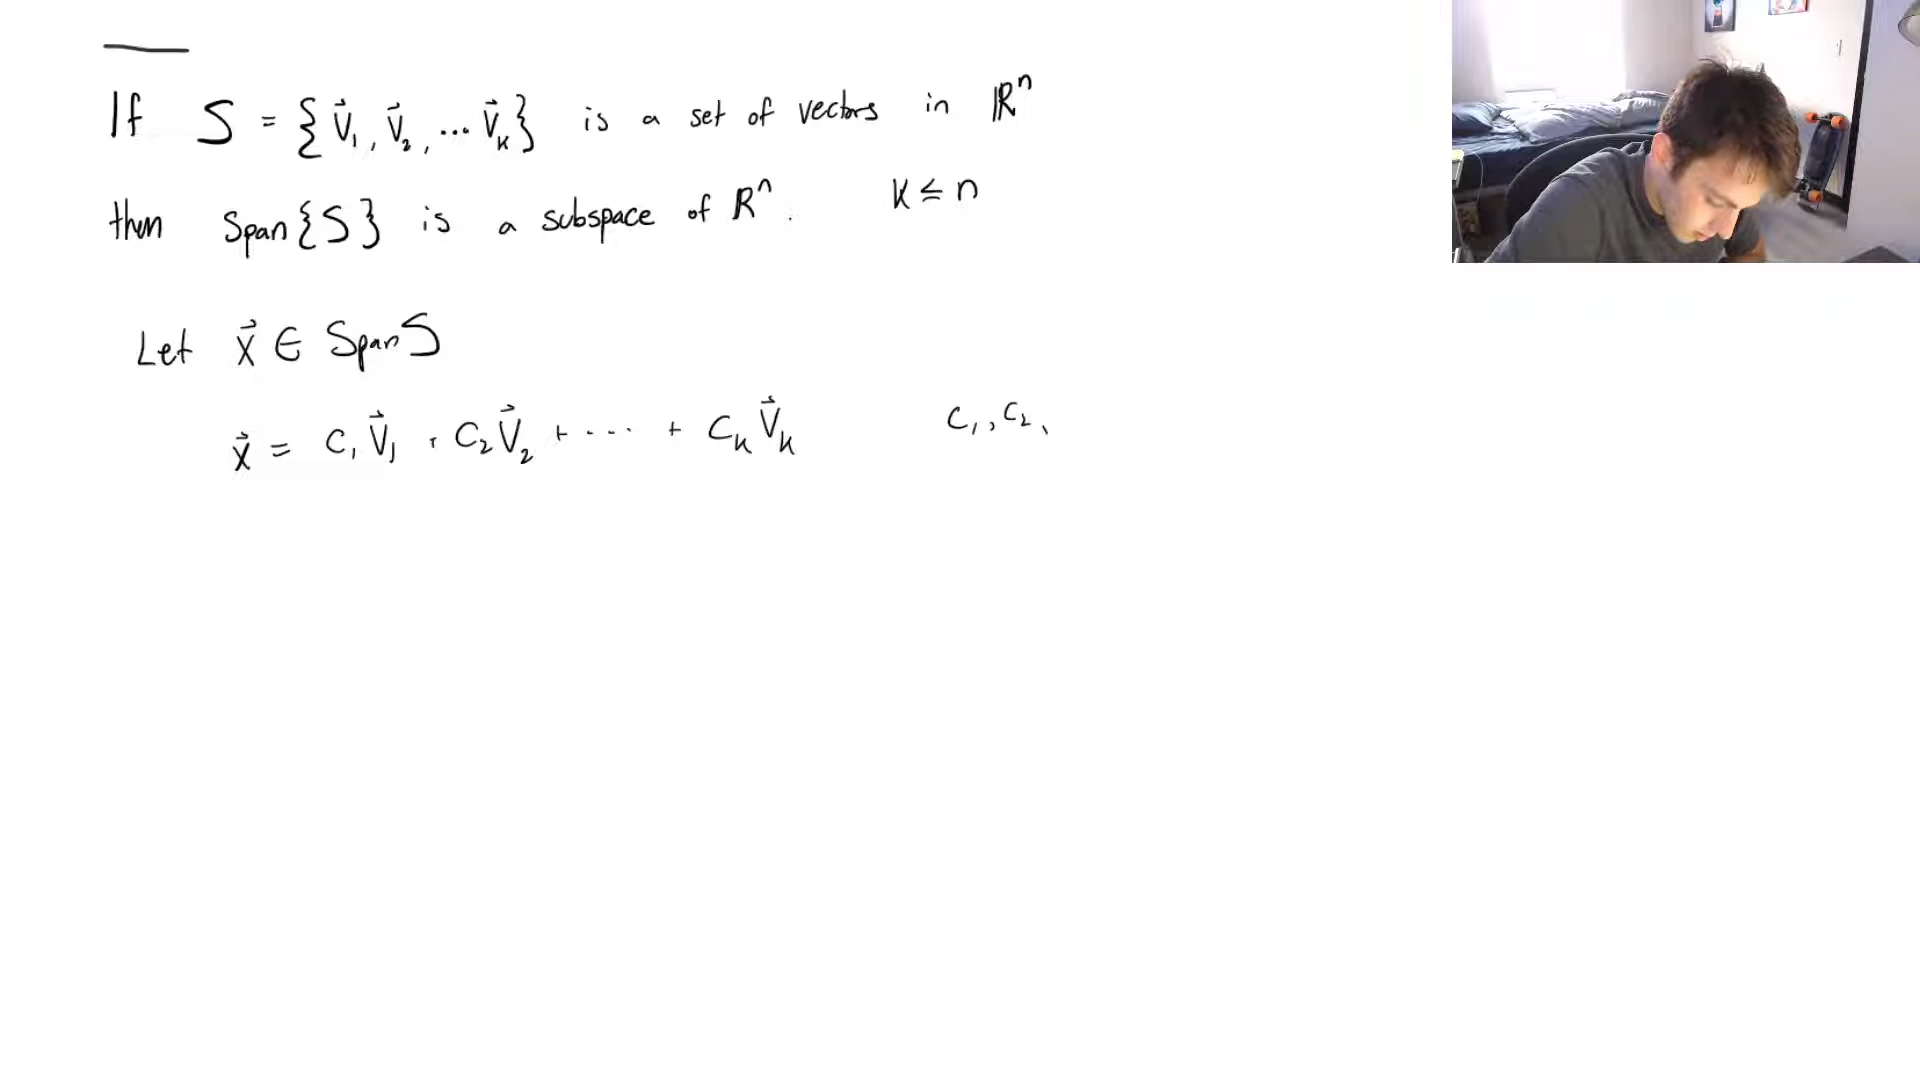 If S = {v⃗₁, v⃗₂, ... v⃗ₖ} is a set of vectors in ℝⁿ
then Span{S} is a subspace of ℝⁿ. k ≤ n
Let x⃗ ∈ Span S
x⃗ = c₁v⃗₁ + c₂v⃗₂ + ... + cₖv⃗ₖ c₁, c₂,